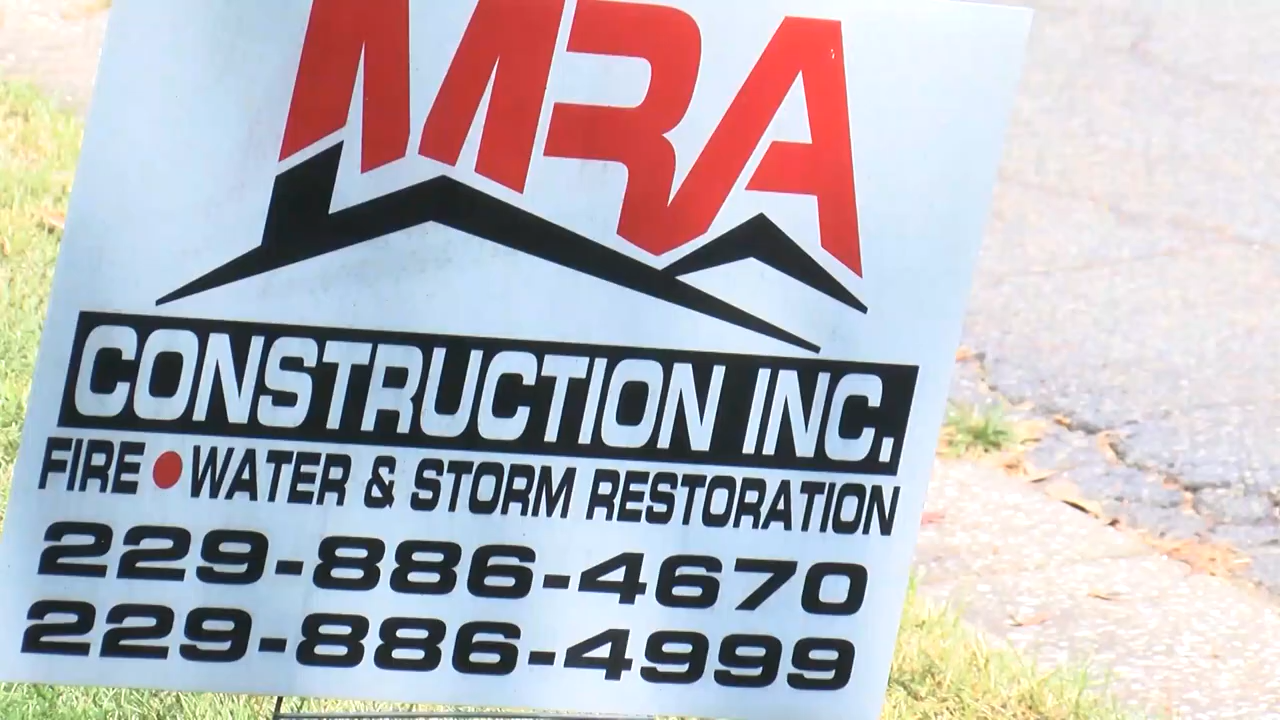 MRA
CONSTRUCTION INC.
FIRE • WATER & STORM RESTORATION
229-886-4670
229-886-4999